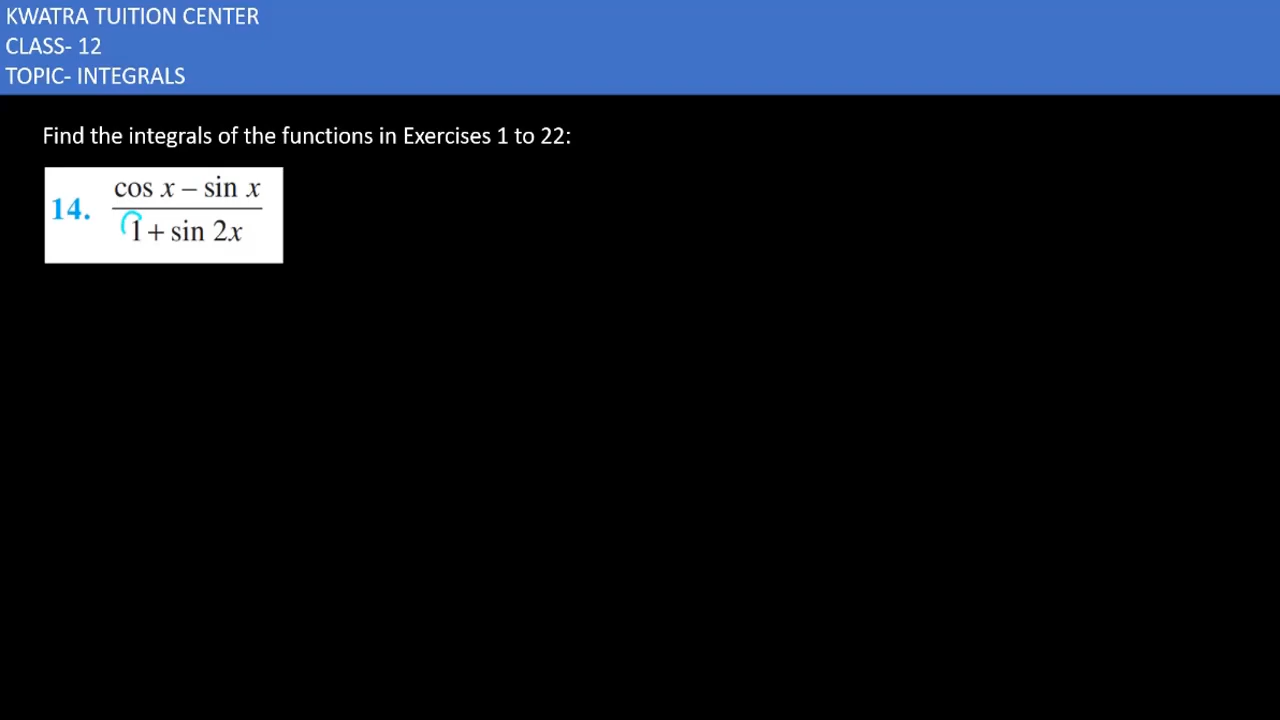 KWATRA TUITION CENTER
CLASS- 12
TOPIC- INTEGRALS
Find the integrals of the functions in Exercises 1 to 22:
14. cos x – sin x
1 + sin 2x